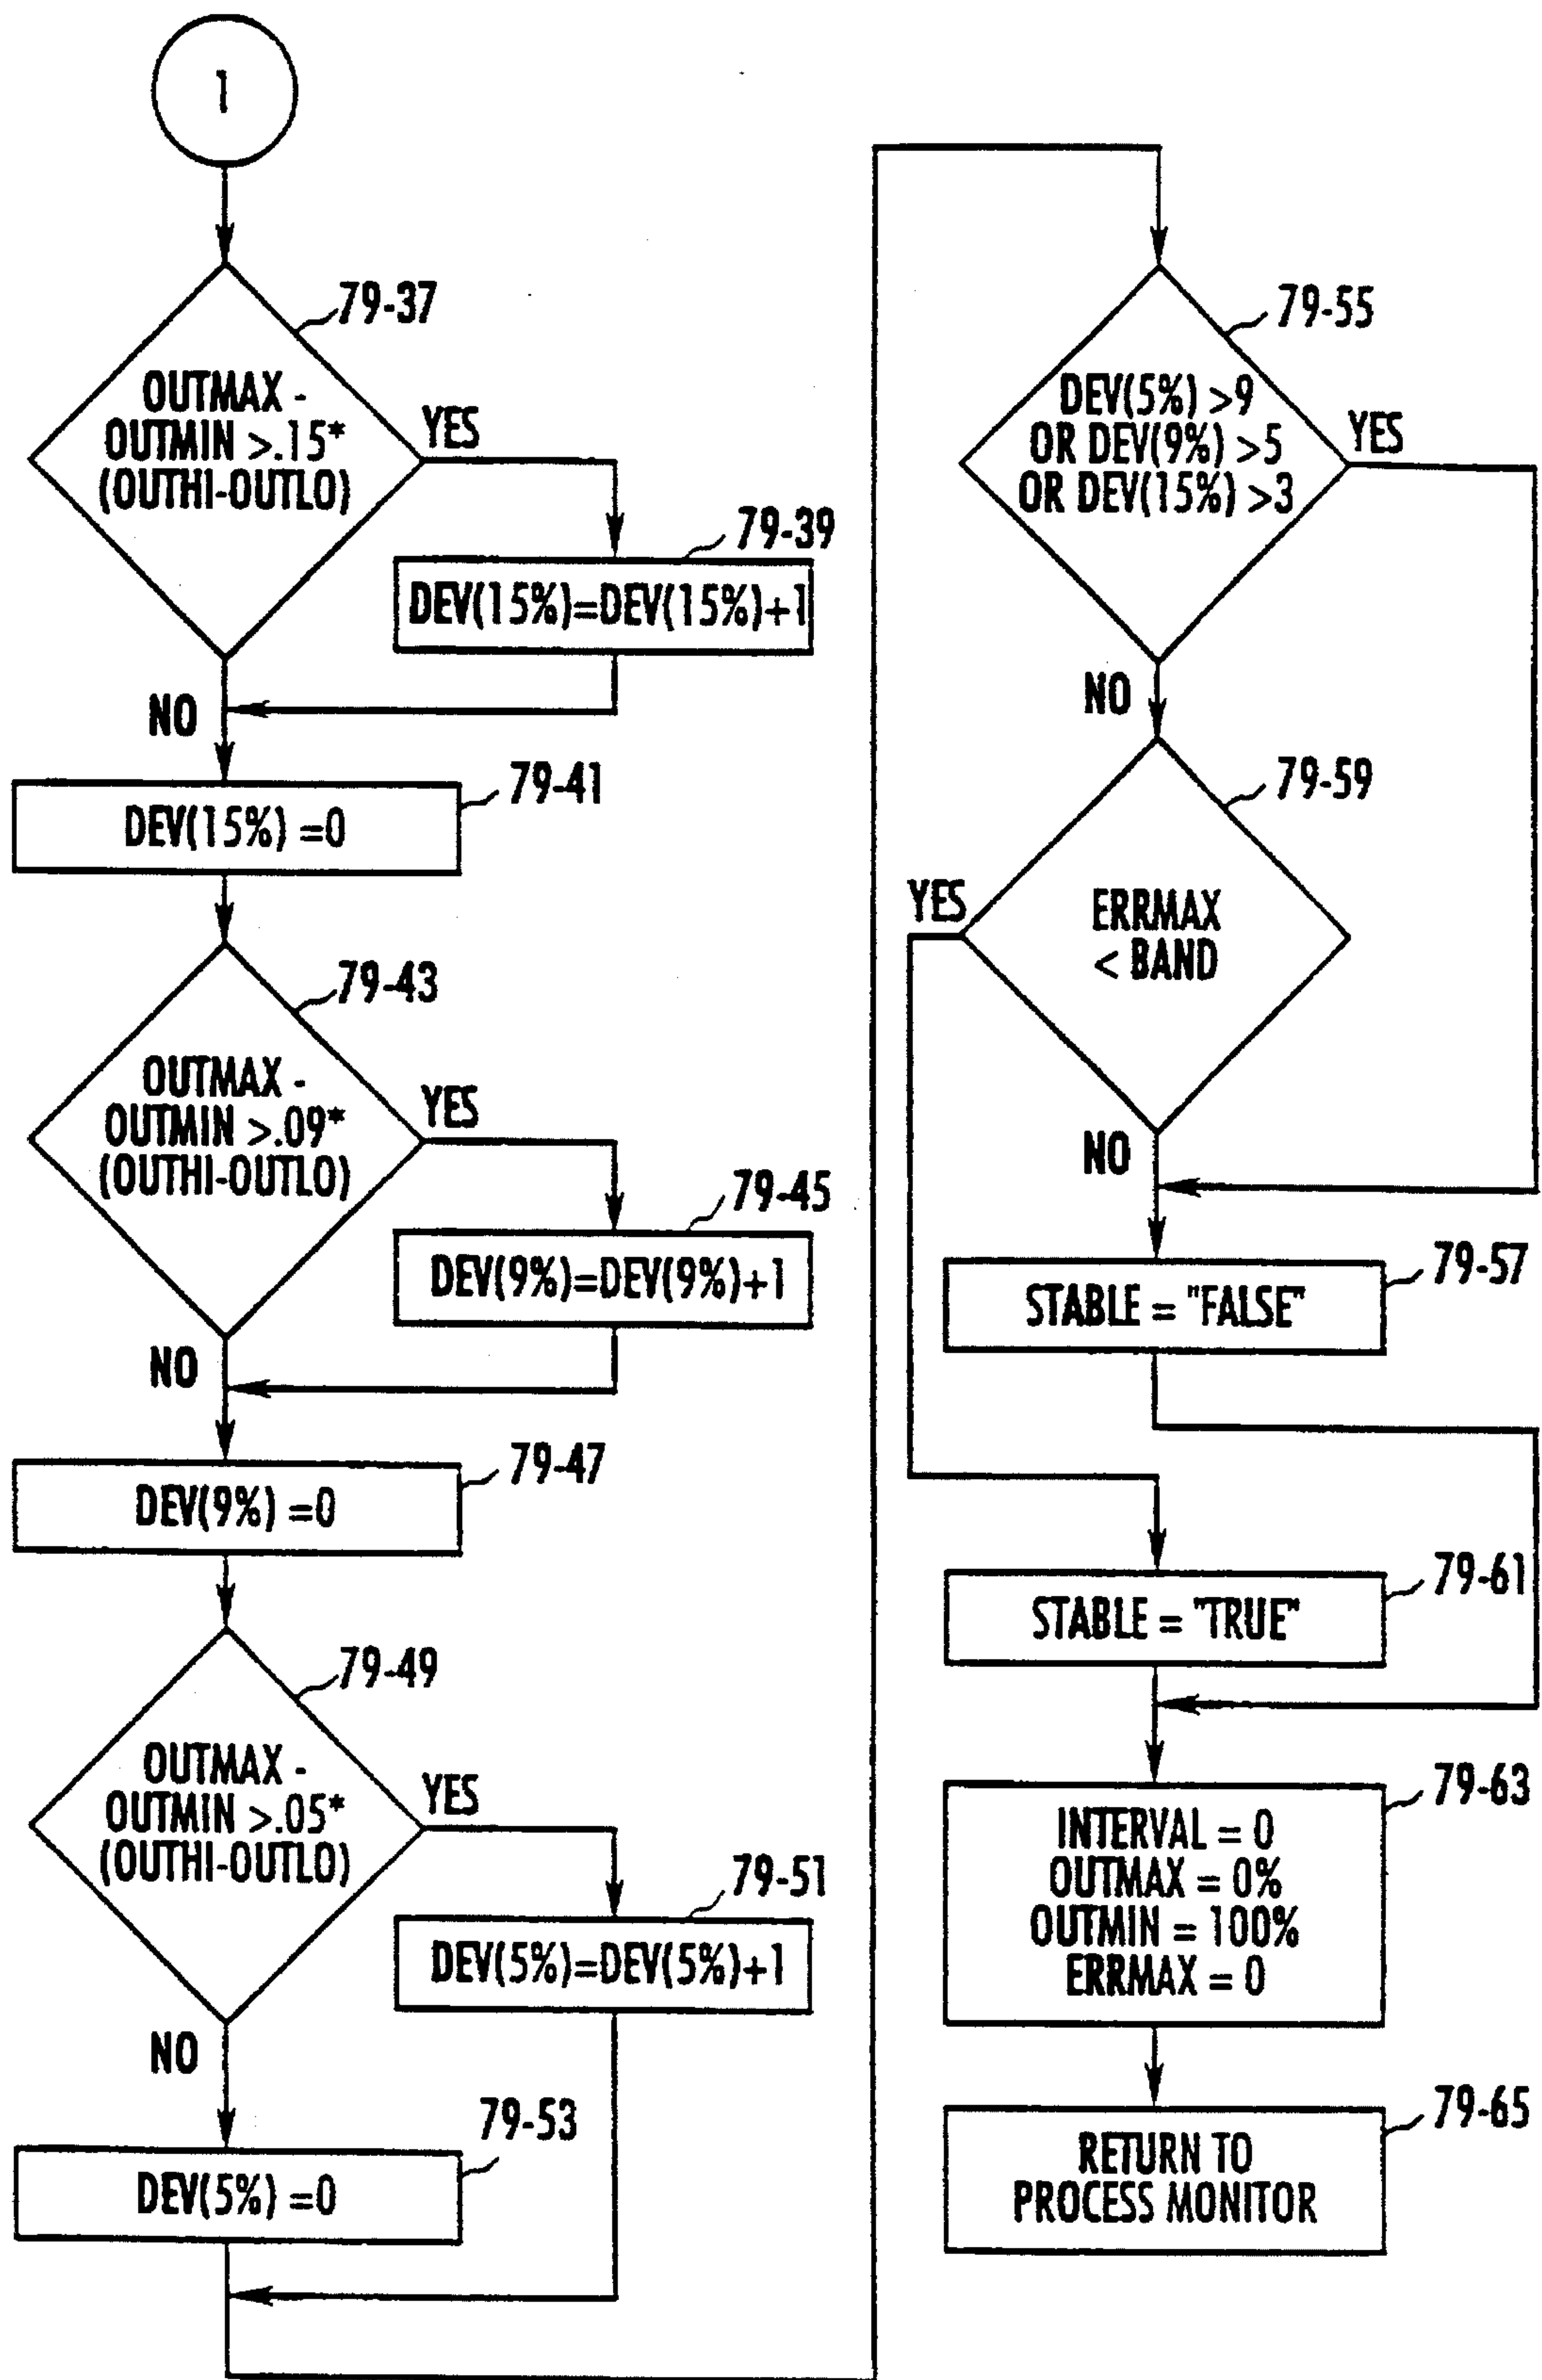 1
79-37
OUTMAX -
OUTMIN >.15*
(OUTHI-OUTLO)
YES
79-39
DEV(15%)=DEV(15%)+1
NO
79-41
DEV(15%) =0
79-43
OUTMAX -
OUTMIN >.09*
(OUTHI-OUTLO)
YES
79-45
DEV(9%)=DEV(9%)+1
NO
79-47
DEV(9%) =0
79-49
OUTMAX -
OUTMIN >.05*
(OUTHI-OUTLO)
YES
79-51
DEV(5%)=DEV(5%)+1
NO
79-53
DEV(5%) =0
79-55
DEV(5%) >9
OR DEV(9%) >5
OR DEV(15%) >3
YES
NO
79-59
YES
ERRMAX
< BAND
NO
79-57
STABLE = "FALSE"
79-61
STABLE = "TRUE"
79-63
INTERVAL = 0
OUTMAX = 0%
OUTMIN = 100%
ERRMAX = 0
79-65
RETURN TO
PROCESS MONITOR